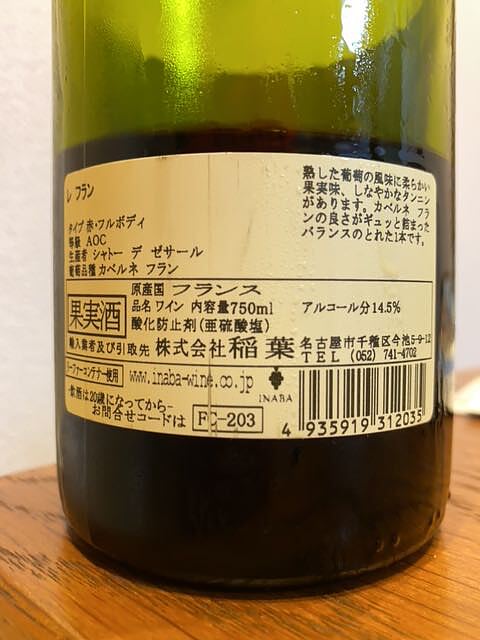 レ フラン
熟した葡萄の風味に柔らかい
果実味、しなやかなタンニン
があります。カベルネ フラ
ンの良さがギュッと詰まった
バランスのとれた1本です。
タイプ 赤・フルボディ
等級 AOC
生産者 シャトー デ ゼサール
葡萄品種 カベルネ フラン
果実酒
原産国 フランス
品名 ワイン 内容量750ml アルコール分14.5%
酸化防止剤(亜硫酸塩)
輸入業者及び引取先 株式会社 稲葉 名古屋市千種区今池5-9-12
TEL (052) 741-4702
リーファーコンテナー使用
www.inaba-wine.co.jp
INABA
-飲酒は20歳になってから-
お問合せコードは FC-203
4 935919 312035